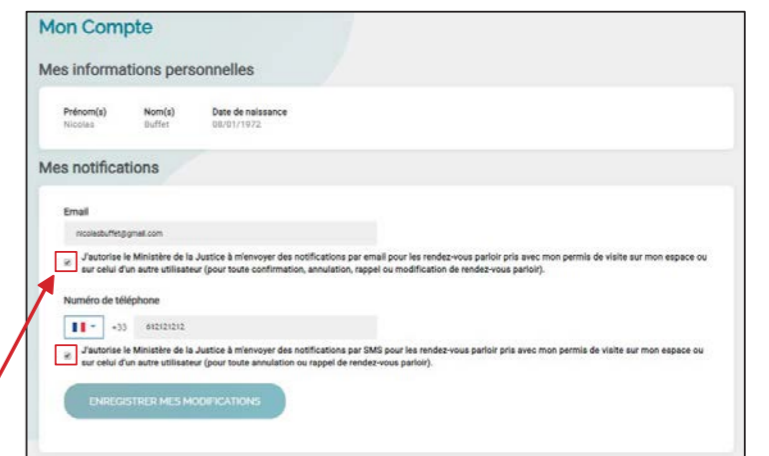 Mon Compte
Mes informations personnelles
Prénom(s) Nom(s) Date de naissance
Nicolas Buffet 08/01/1972
Mes notifications
Email
nicolasbuffet@gmail.com
J'autorise le Ministère de la Justice à m'envoyer des notifications par email pour les rendez-vous parloir pris avec mon permis de visite sur mon espace ou
sur celui d'un autre utilisateur (pour toute confirmation, annulation, rappel ou modification de rendez-vous parloir).
Numéro de téléphone
+33 612121212
J'autorise le Ministère de la Justice à m'envoyer des notifications par SMS pour les rendez-vous parloir pris avec mon permis de visite sur mon espace ou
sur celui d'un autre utilisateur (pour toute annulation ou rappel de rendez-vous parloir).
ENREGISTRER MES MODIFICATIONS